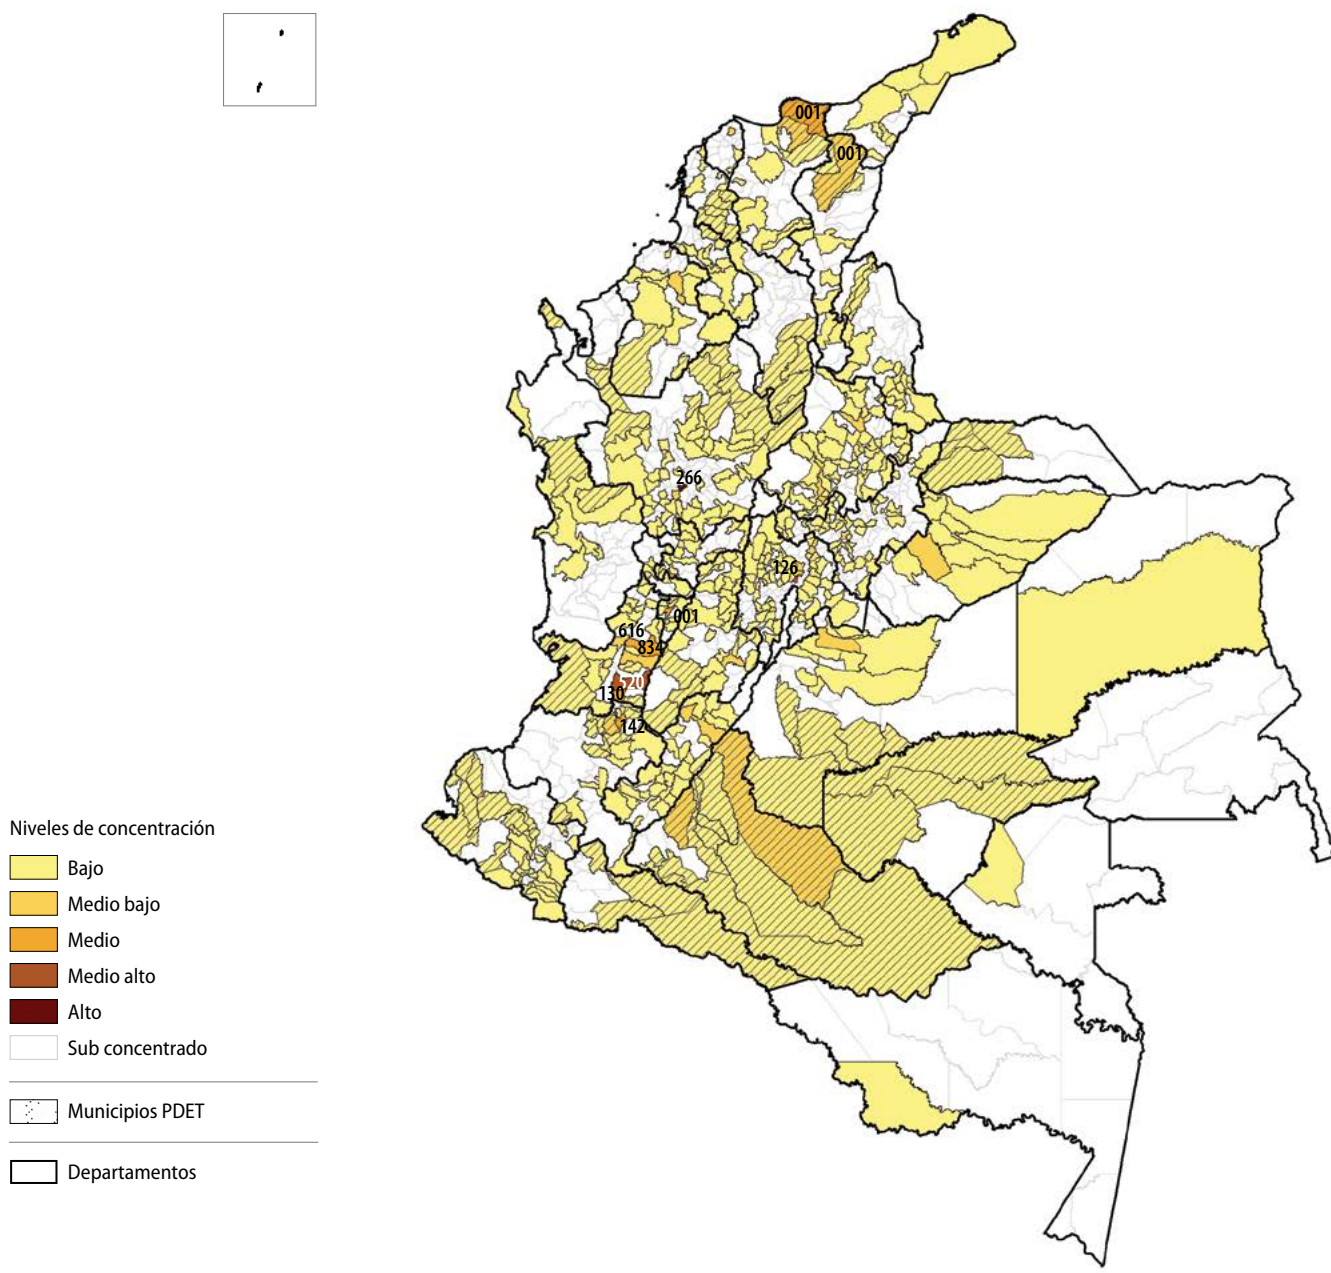 001
001
266
126
001
616
834
520
130
142
Niveles de concentración
Bajo
Medio bajo
Medio
Medio alto
Alto
Sub concentrado
Municipios PDET
Departamentos